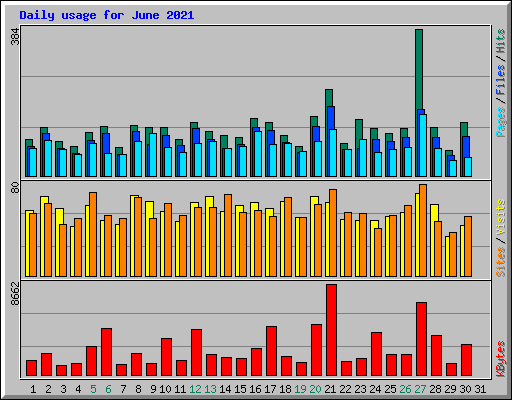 Daily usage for June 2021
384
Pages/Files/Hits
80
Sites/Visits
8662
KBytes
1 2 3 4 5 6 7 8 9 10 11 12 13 14 15 16 17 18 19 20 21 22 23 24 25 26 27 28 29 30 31